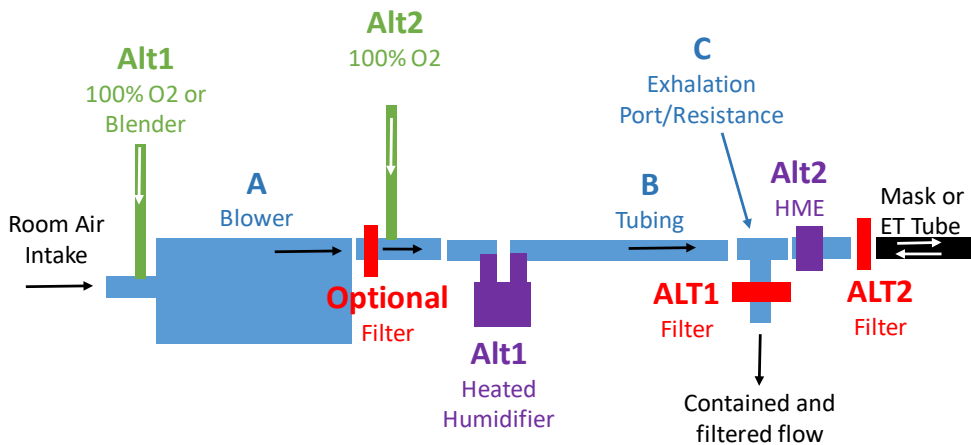 Alt1
100% O2 or
Blender
Alt2
100% O2
C
Exhalation
Port/Resistance
A
Blower
B
Tubing
Alt2
HME
Mask or
ET Tube
Room Air
Intake
Optional
Filter
Alt1
Heated
Humidifier
ALT1
Filter
ALT2
Filter
Contained and
filtered flow